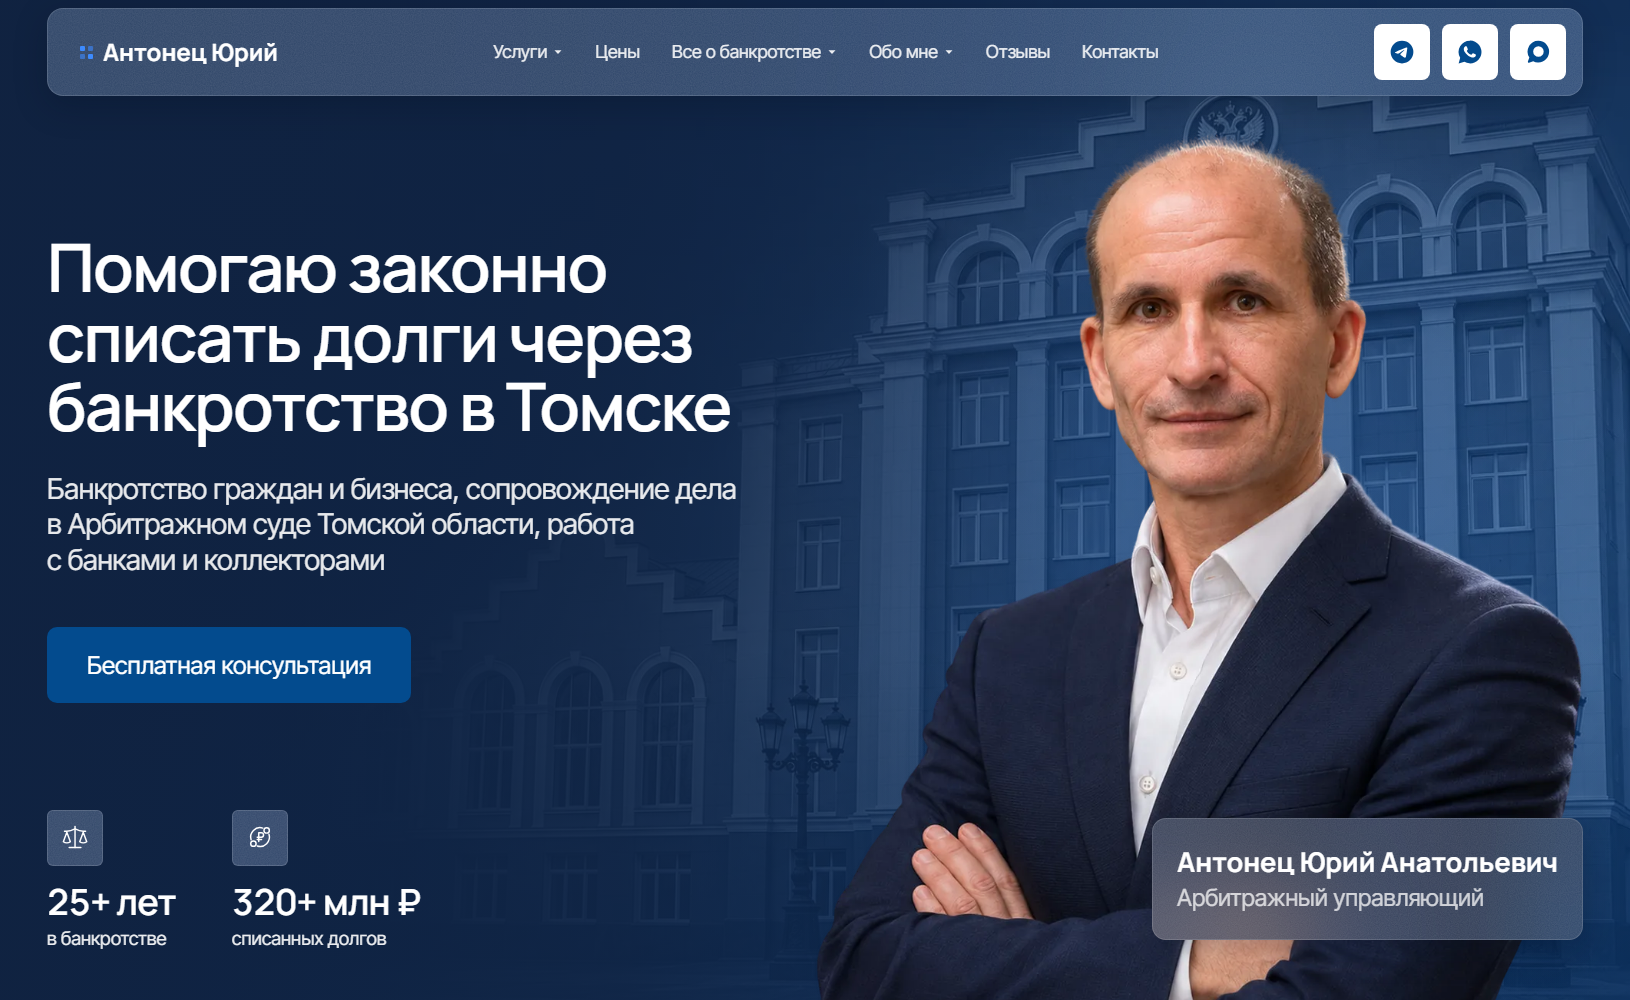 Антонец Юрий
Услуги
Цены
Все о банкротстве
Обо мне
Отзывы
Контакты
Помогаю законно
списать долги через
банкротство в Томске
Банкротство граждан и бизнеса, сопровождение дела
в Арбитражном суде Томской области, работа
с банками и коллекторами
Бесплатная консультация
25+ лет
в банкротстве
320+ млн ₽
списанных долгов
Антонец Юрий Анатольевич
Арбитражный управляющий